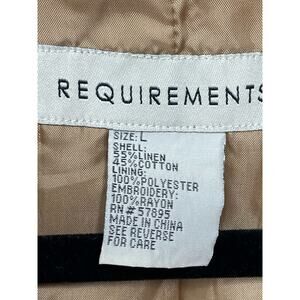 REQUIREMENTS
SIZE: L
SHELL:
55%LINEN
45%COTTON
LINING:
100%POLYESTER
EMBROIDERY:
100%RAYON
RN# 57895
MADE IN CHINA
SEE REVERSE
FOR CARE